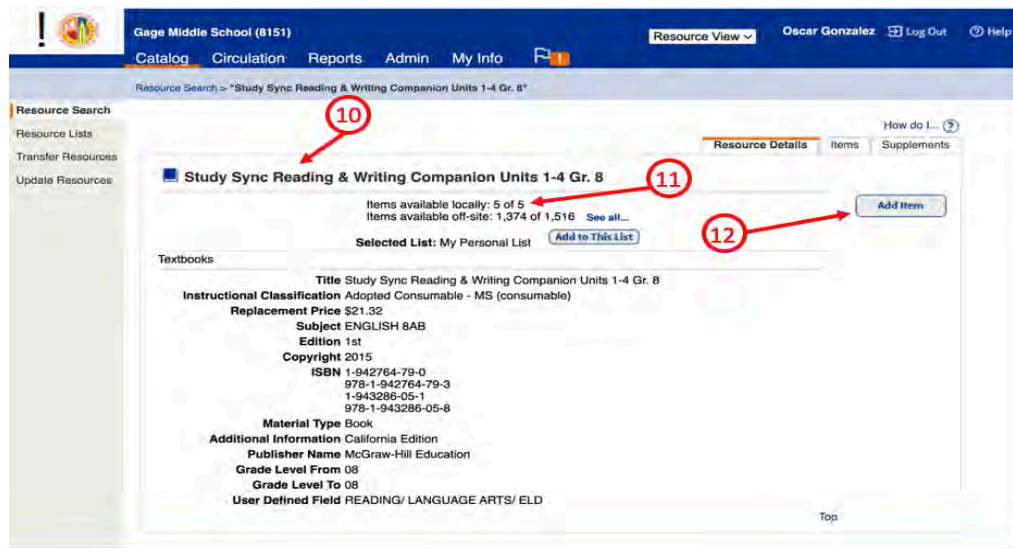 !
Gage Middle School (8151)
Resource View
Oscar Gonzalez Log Out ? Help
Catalog Circulation Reports Admin My Info !
Resource Search > "Study Sync Reading & Writing Companion Units 1-4 Gr. 8"
Resource Search
Resource Lists
Transfer Resources
Update Resources
10
How do I... ?
Resource Details Items Supplements
Study Sync Reading & Writing Companion Units 1-4 Gr. 8
11
Items available locally: 5 of 5
Items available off-site: 1,374 of 1,516 See all...
Add Item
12
Selected List: My Personal List Add to This List
Textbooks
Title Study Sync Reading & Writing Companion Units 1-4 Gr. 8
Instructional Classification Adopted Consumable - MS (consumable)
Replacement Price $21.32
Subject ENGLISH 8AB
Edition 1st
Copyright 2015
ISBN 1-942764-79-0
978-1-942764-79-3
1-943286-05-1
978-1-943286-05-8
Material Type Book
Additional Information California Edition
Publisher Name McGraw-Hill Education
Grade Level From 08
Grade Level To 08
User Defined Field READING/ LANGUAGE ARTS/ ELD
Top